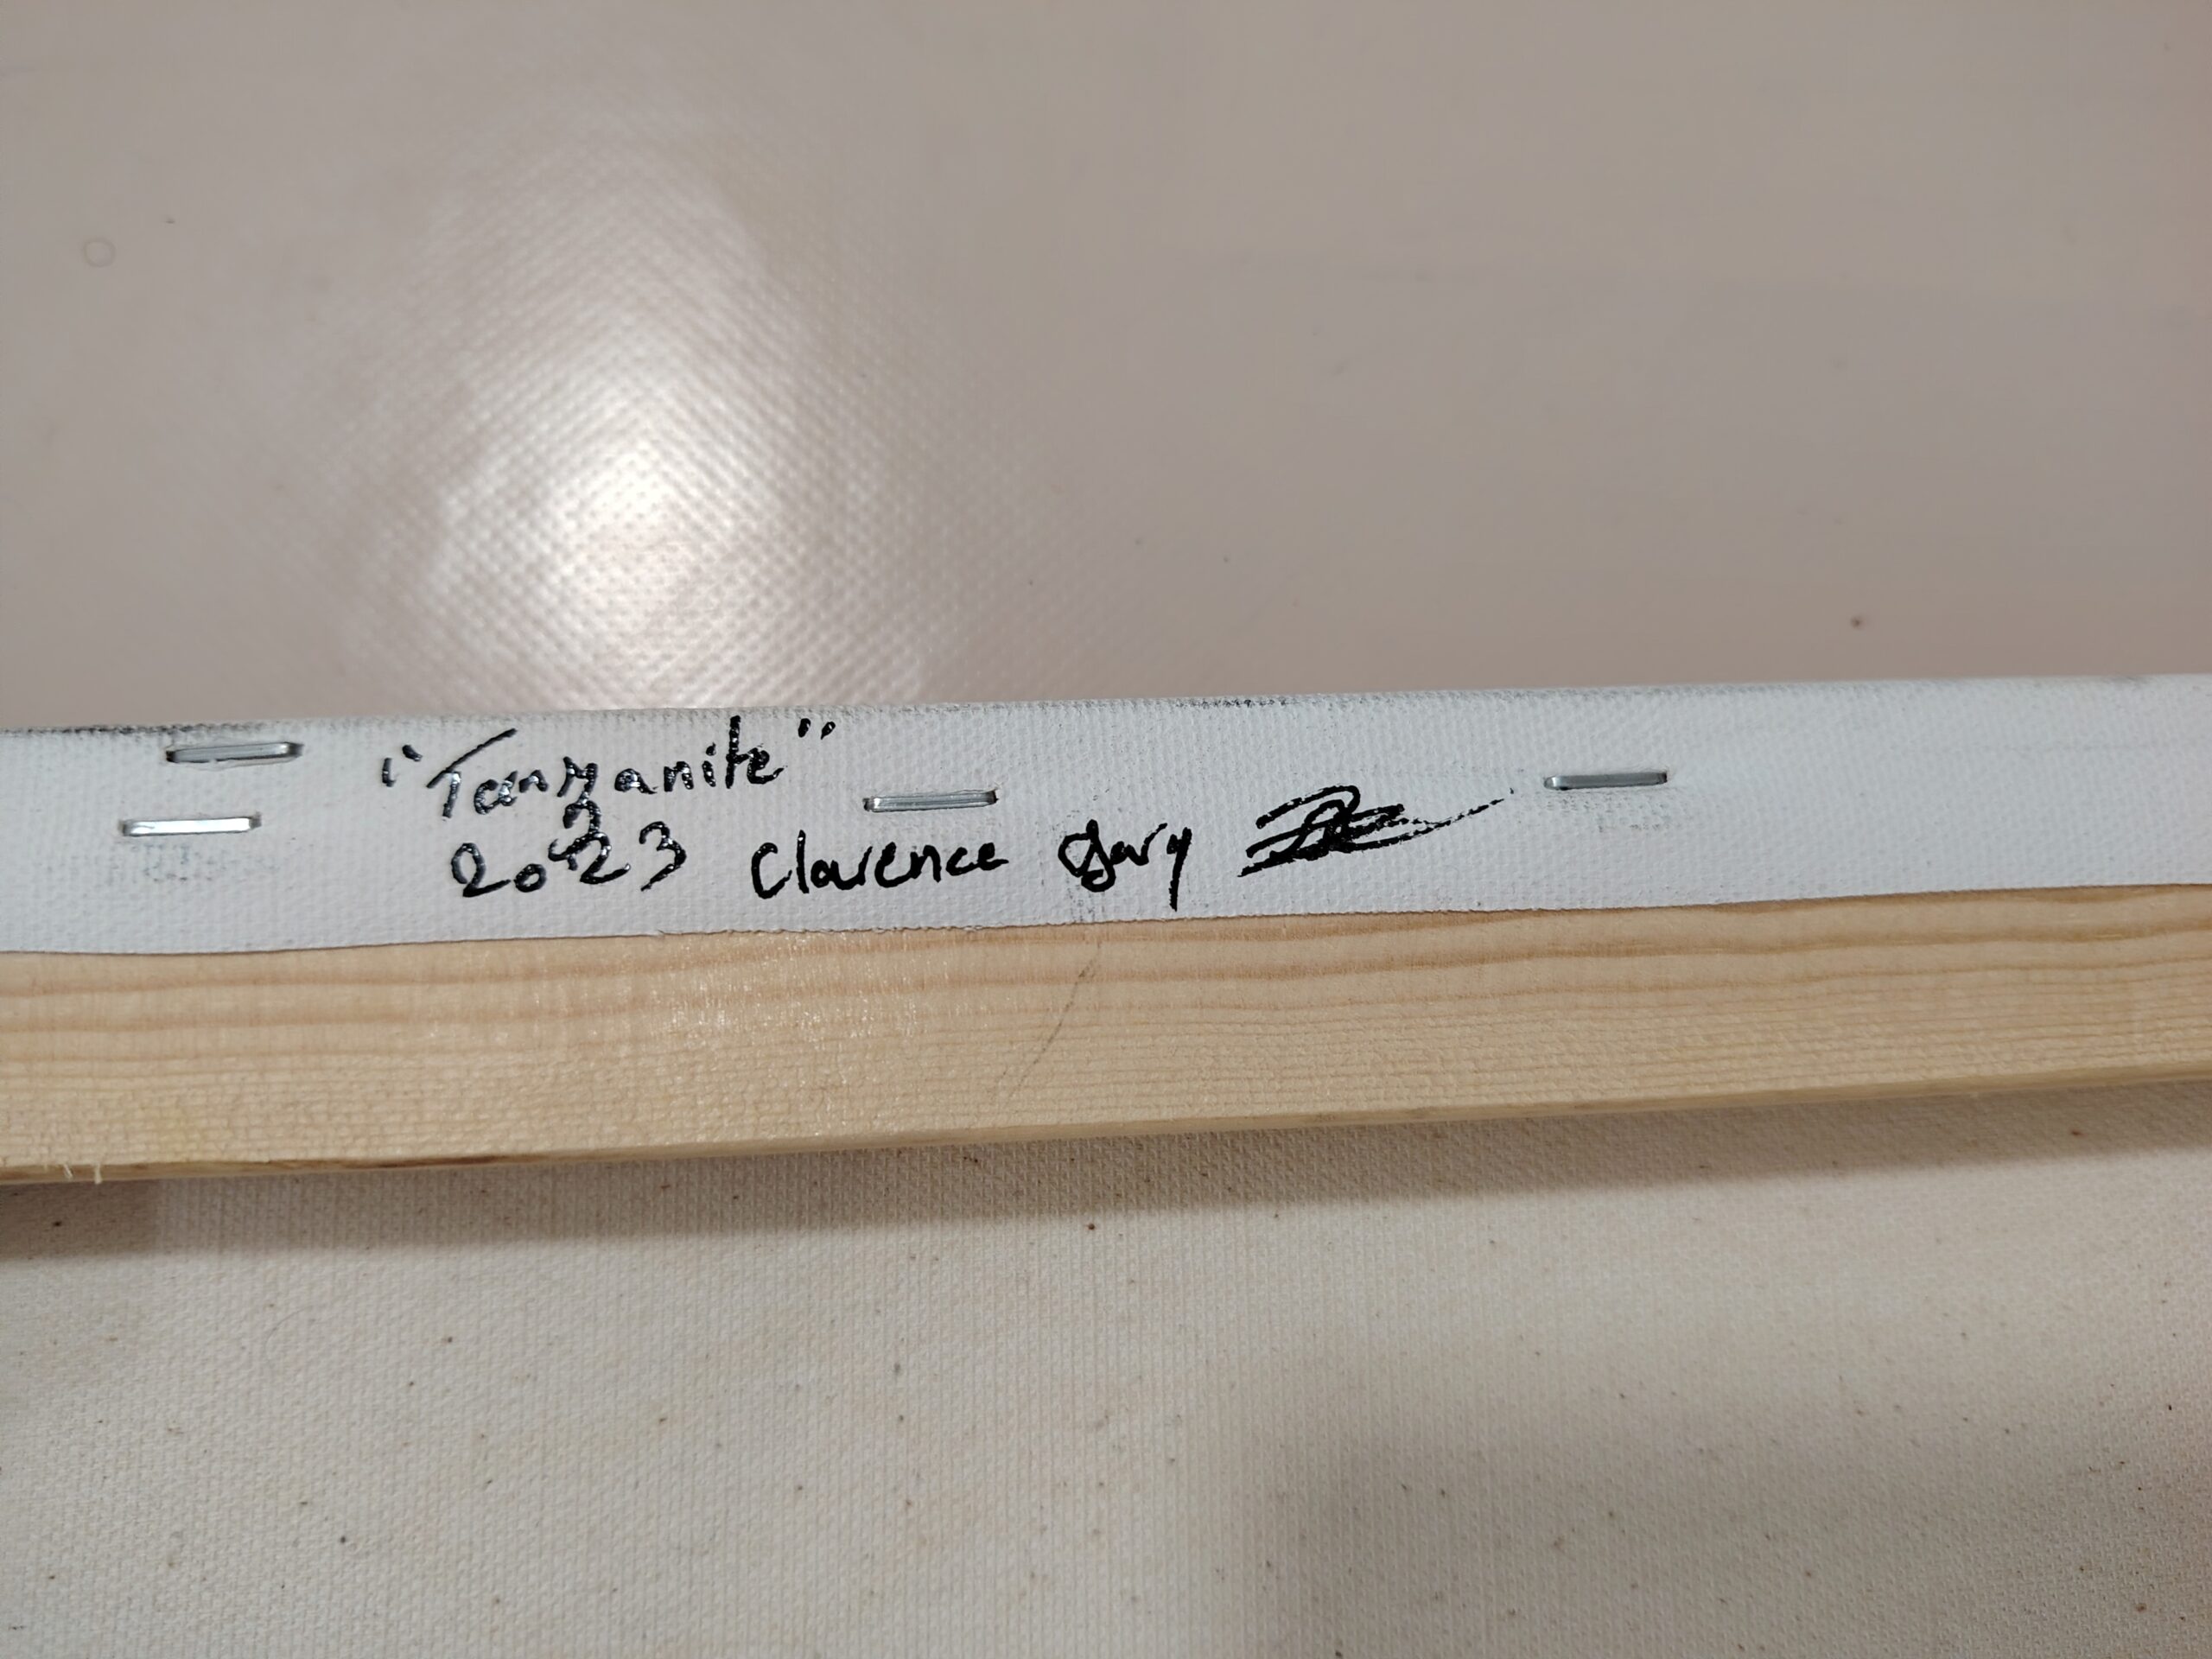 "Tanzanite"
2023 Clarence Gary